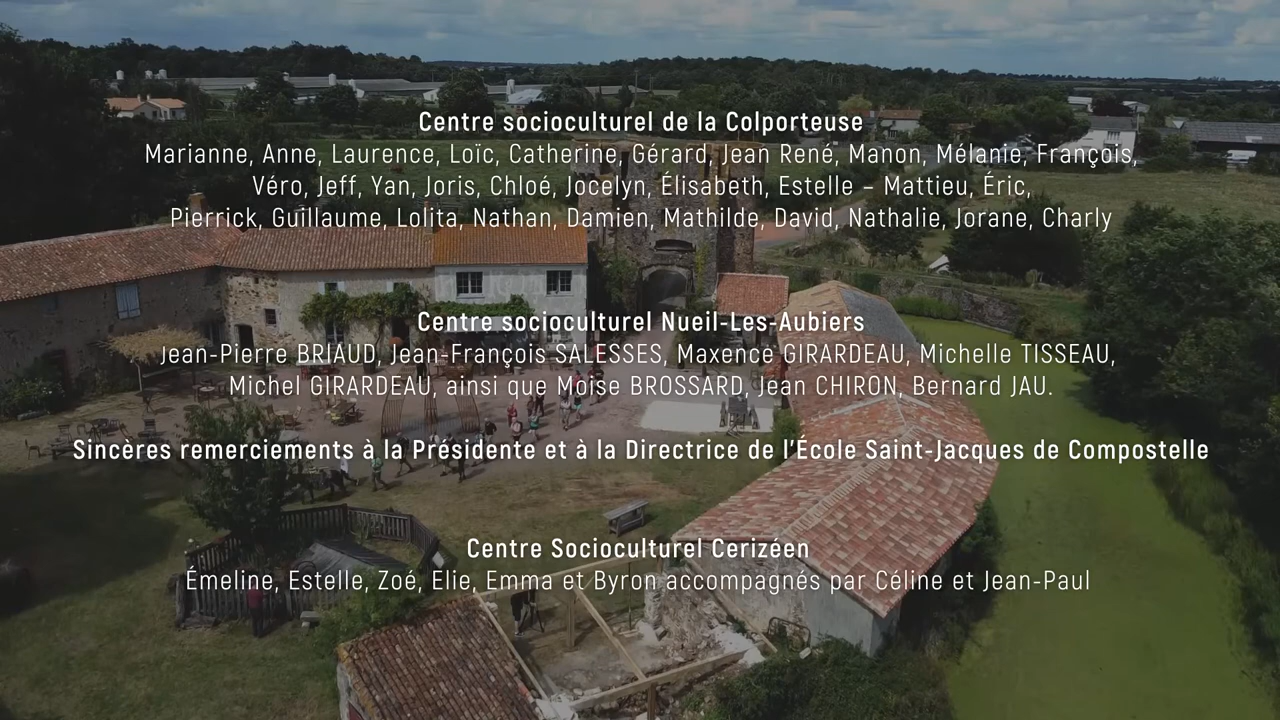 Centre socioculturel de la Colporteuse
Marianne, Anne, Laurence, Loïc, Catherine, Gérard, Jean René, Manon, Mélanie, François,
Véro, Jeff, Yan, Joris, Chloé, Jocelyn, Élisabeth, Estelle – Mattieu, Éric,
Pierrick, Guillaume, Lolita, Nathan, Damien, Mathilde, David, Nathalie, Jorane, Charly
Centre socioculturel Nueil-Les-Aubiers
Jean-Pierre BRIAUD, Jean-François SALESSES, Maxence GIRARDEAU, Michelle TISSEAU,
Michel GIRARDEAU, ainsi que Moise BROSSARD, Jean CHIRON, Bernard JAU.
Sincères remerciements à la Présidente et à la Directrice de l'École Saint-Jacques de Compostelle
Centre Socioculturel Cerizéen
Émeline, Estelle, Zoé, Elie, Emma et Byron accompagnés par Céline et Jean-Paul